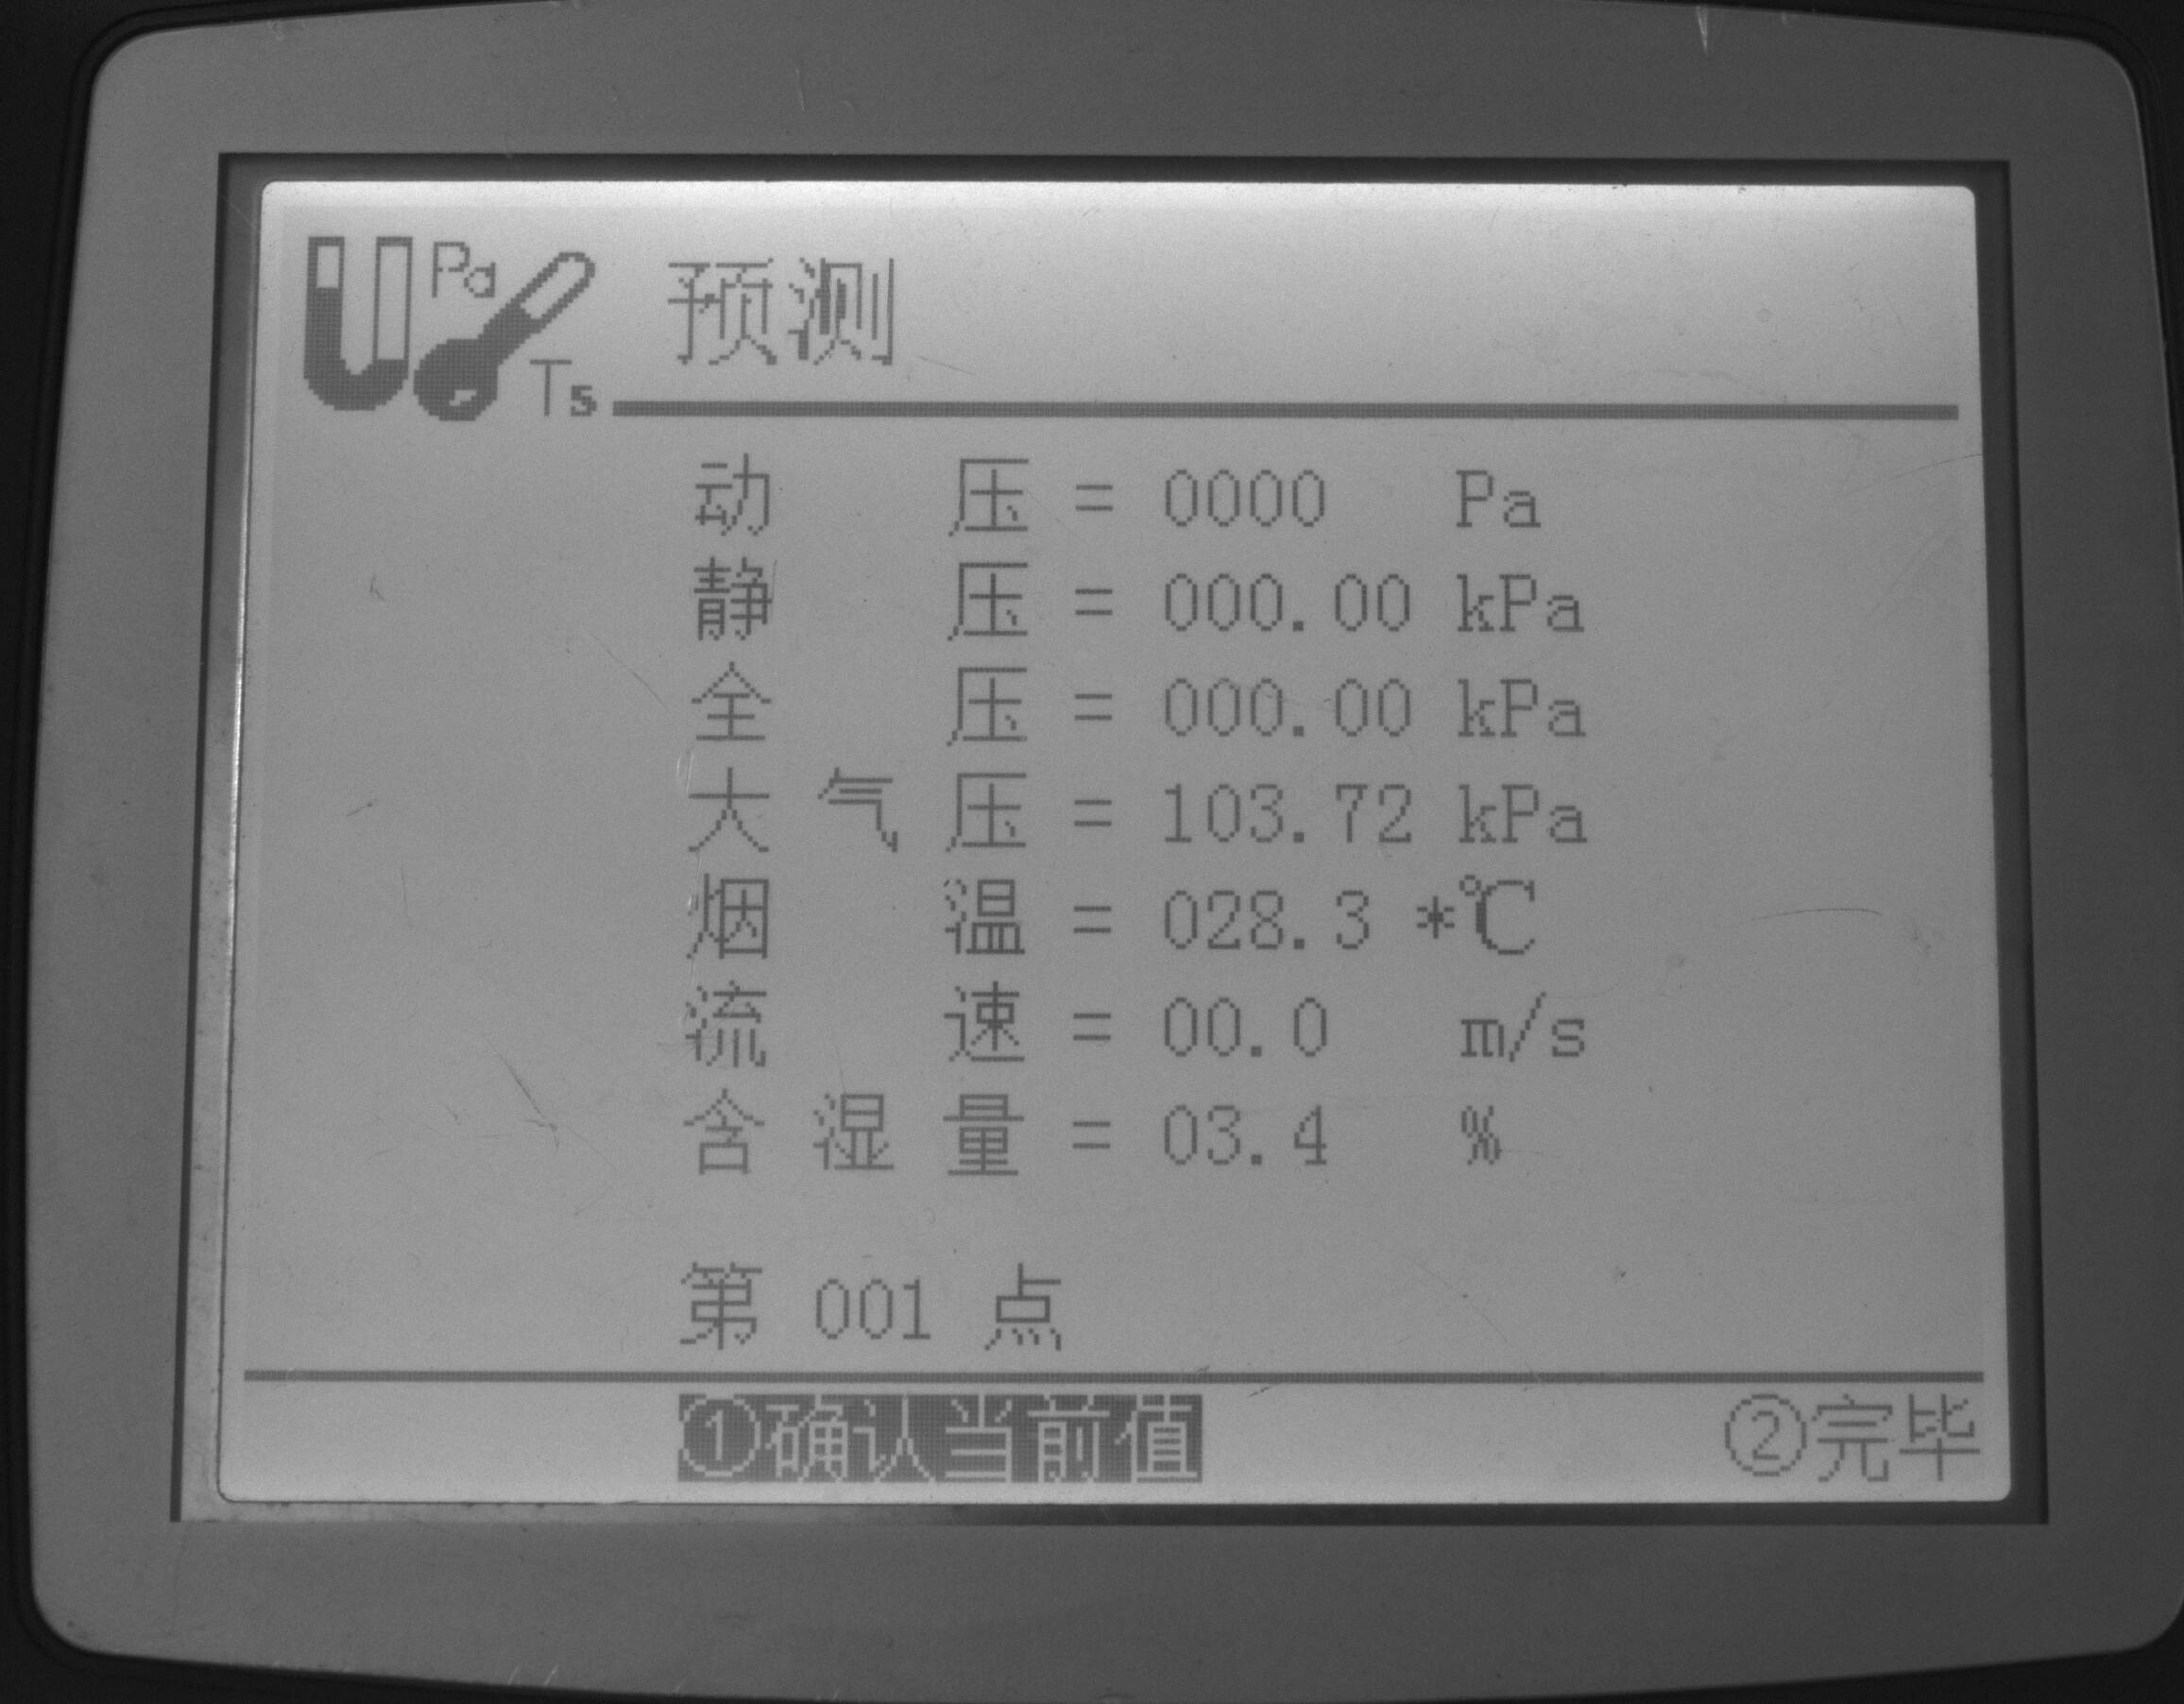 Pa
预测
Ts
动 压 = 0000 Pa
静 压 = 000.00 kPa
全 压 = 000.00 kPa
大 气 压 = 103.72 kPa
烟 温 = 028.3 *℃
流 速 = 00.0 m/s
含 湿 量 = 03.4 %
第 001 点
①确认当前值 ②完毕